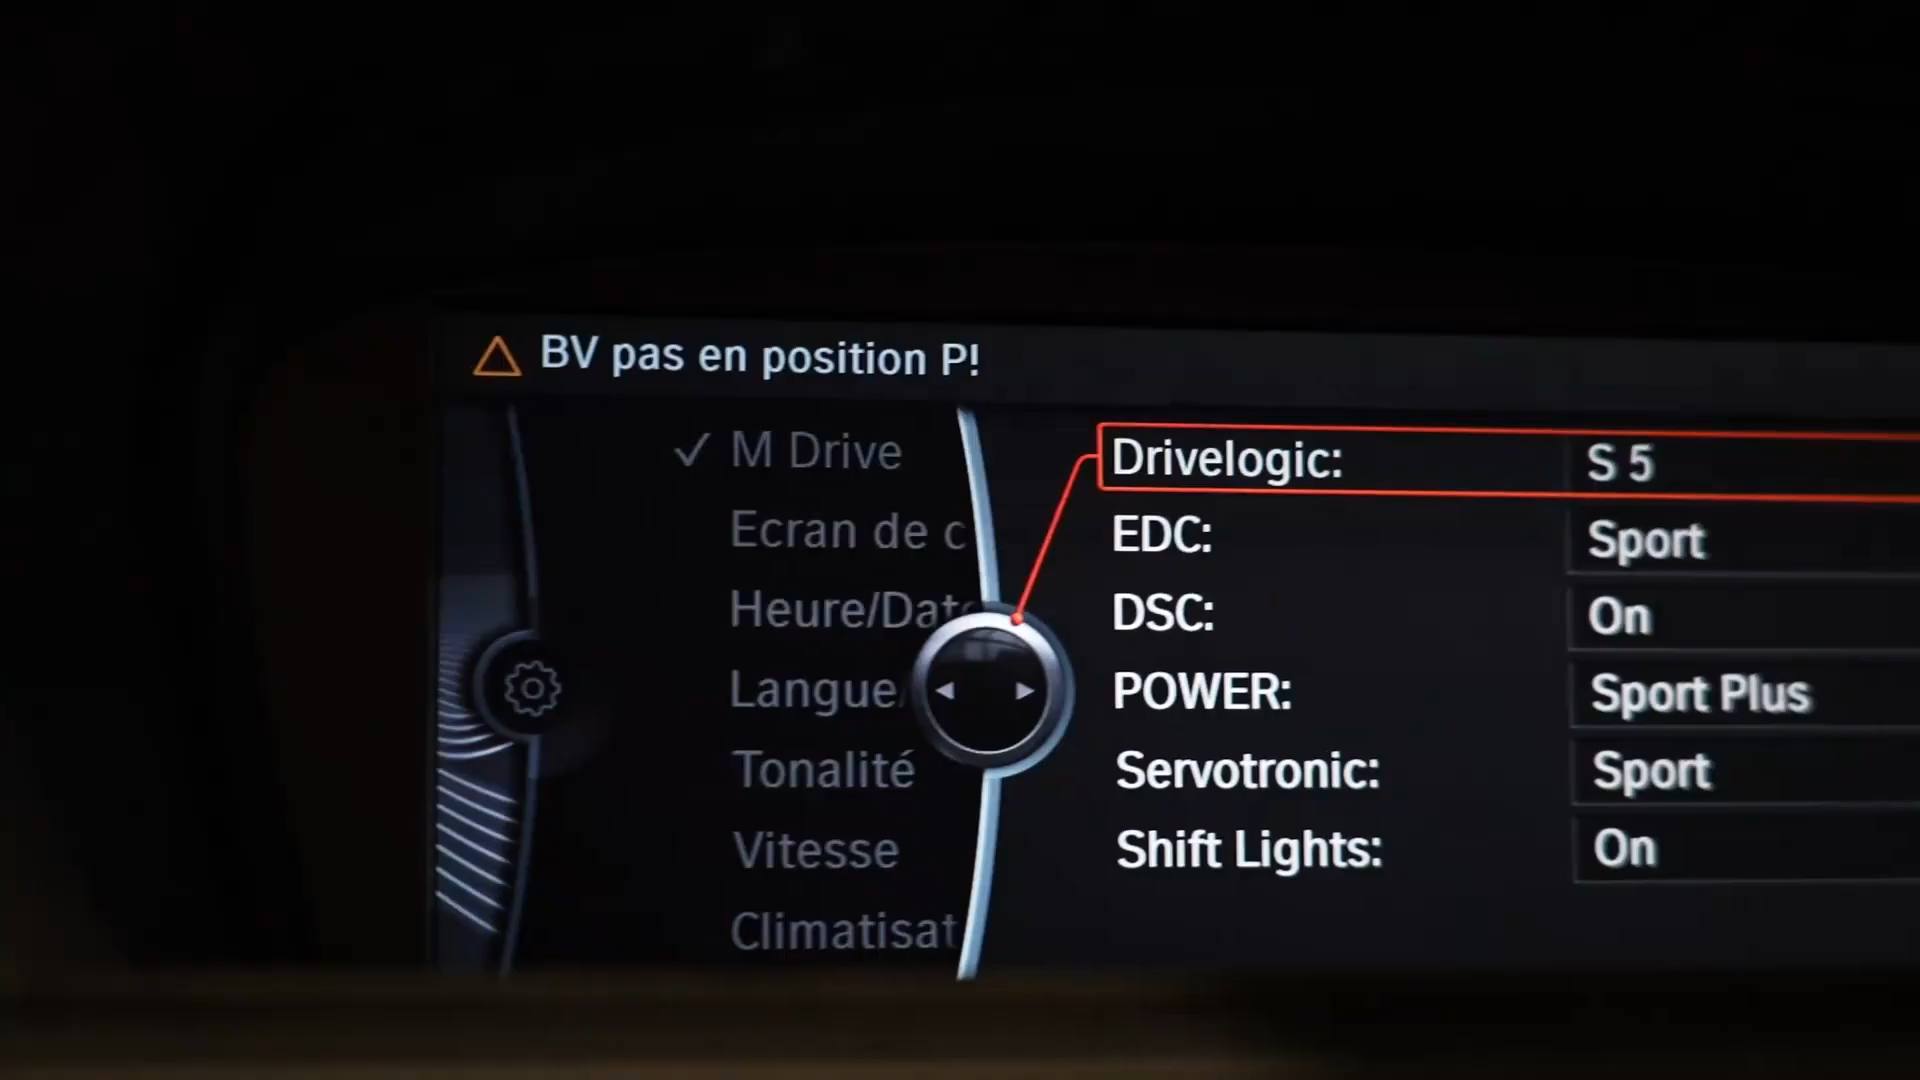 BV pas en position P!
✓ M Drive
Ecran de c
Heure/Dat
Langue/
Tonalité
Vitesse
Climatisat
Drivelogic: S 5
EDC: Sport
DSC: On
POWER: Sport Plus
Servotronic: Sport
Shift Lights: On